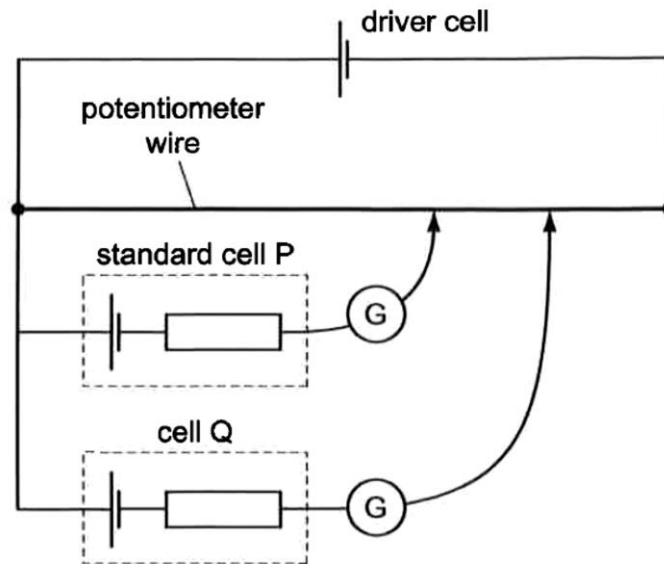 driver cell
potentiometer
wire
standard cell P
G
cell Q
G